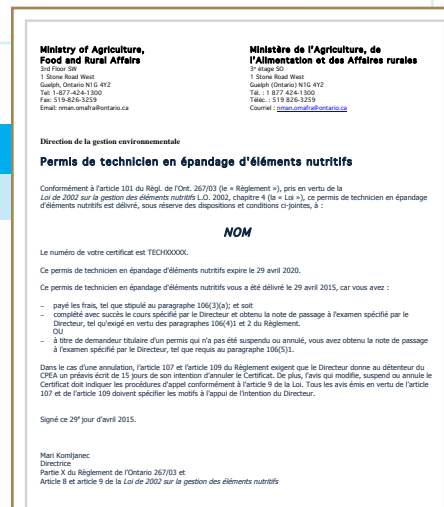 Ministry of Agriculture,
Food and Rural Affairs
3rd Floor SW
1 Stone Road West
Guelph, Ontario N1G 4Y2
Tel: 1-877-424-1300
Fax: 519-826-3259
Email: nman.omafra@ontario.ca
Ministère de l'Agriculture, de
l'Alimentation et des Affaires rurales
3e étage SO
1 Stone Road West
Guelph (Ontario) N1G 4Y2
Tél. : 1 877 424-1300
Téléc. : 519 826-3259
Courriel : nman.omafra@ontario.ca
Direction de la gestion environnementale
Permis de technicien en épandage d'éléments nutritifs
Conformément à l'article 101 du Règl. de l'Ont. 267/03 (le « Règlement »), pris en vertu de la
Loi de 2002 sur la gestion des éléments nutritifs L.O. 2002, chapitre 4 (la « Loi »), ce permis de technicien en épandage
d'éléments nutritifs est délivré, sous réserve des dispositions et conditions ci-jointes, à :
NOM
Le numéro de votre certificat est TECHXXXXX.
Ce permis de technicien en épandage d'éléments nutritifs expire le 29 avril 2020.
Ce permis de technicien en épandage d'éléments nutritifs vous a été délivré le 29 avril 2015, car vous avez :
– payé les frais, tel que stipulé au paragraphe 106(3)(a); et soit
– complété avec succès le cours spécifié par le Directeur et obtenu la note de passage à l'examen spécifié par le
Directeur, tel qu'exigé en vertu des paragraphes 106(4)1 et 2 du Règlement.
OU
– à titre de demandeur titulaire d'un permis qui n'a pas été suspendu ou annulé, vous avez obtenu la note de passage
à l'examen spécifié par le Directeur, tel que requis au paragraphe 106(5)1.
Dans le cas d'une annulation, l'article 107 et l'article 109 du Règlement exigent que le Directeur donne au détenteur du
CPEA un préavis écrit de 15 jours de son intention d'annuler le Certificat. De plus, l'avis qui modifie, suspend ou annule le
Certificat doit indiquer les procédures d'appel conformément à l'article 9 de la Loi. Tous les avis émis en vertu de l'article
107 et de l'article 109 doivent spécifier les motifs à l'appui de l'intention du Directeur.
Signé ce 29e jour d'avril 2015.
Mari Komljanec
Directrice
Partie X du Règlement de l'Ontario 267/03 et
Article 8 et article 9 de la Loi de 2002 sur la gestion des éléments nutritifs